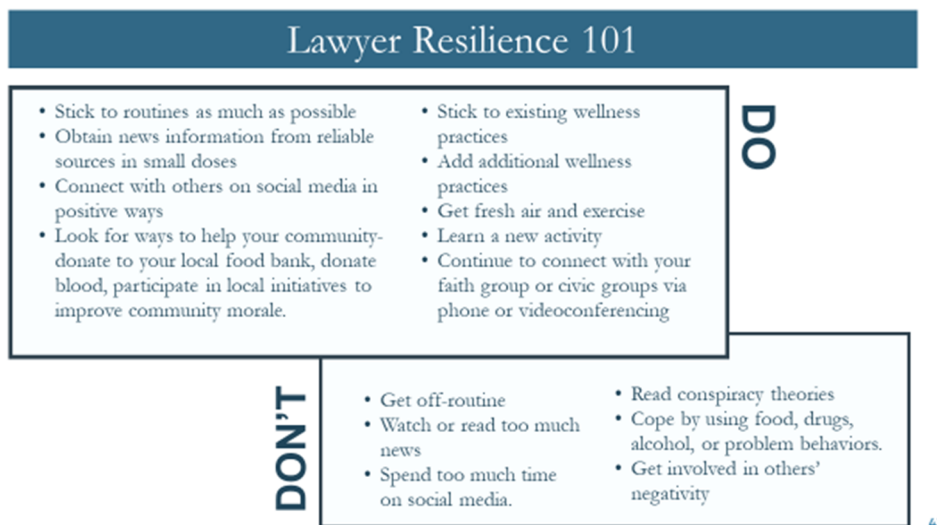 Lawyer Resilience 101
• Stick to routines as much as possible
• Obtain news information from reliable
sources in small doses
• Connect with others on social media in
positive ways
• Look for ways to help your community-
donate to your local food bank, donate
blood, participate in local initiatives to
improve community morale.
• Stick to existing wellness
practices
• Add additional wellness
practices
• Get fresh air and exercise
• Learn a new activity
• Continue to connect with your
faith group or civic groups via
phone or videoconferencing
DO
DON'T
• Get off-routine
• Watch or read too much
news
• Spend too much time
on social media.
• Read conspiracy theories
• Cope by using food, drugs,
alcohol, or problem behaviors.
• Get involved in others’
negativity